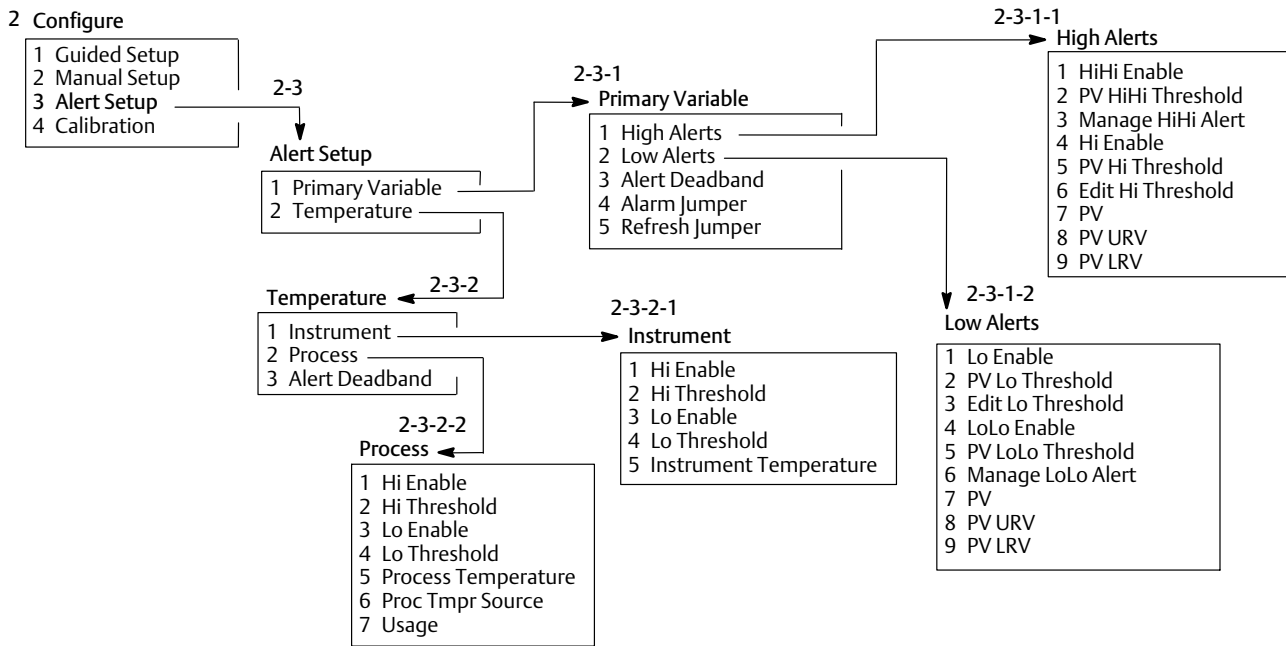 2 Configure
1 Guided Setup
2 Manual Setup
3 Alert Setup
4 Calibration
2-3
Alert Setup
1 Primary Variable
2 Temperature
2-3-1
Primary Variable
1 High Alerts
2 Low Alerts
3 Alert Deadband
4 Alarm Jumper
5 Refresh Jumper
2-3-1-1
High Alerts
1 HiHi Enable
2 PV HiHi Threshold
3 Manage HiHi Alert
4 Hi Enable
5 PV Hi Threshold
6 Edit Hi Threshold
7 PV
8 PV URV
9 PV LRV
2-3-2
Temperature
1 Instrument
2 Process
3 Alert Deadband
2-3-2-1
Instrument
1 Hi Enable
2 Hi Threshold
3 Lo Enable
4 Lo Threshold
5 Instrument Temperature
2-3-1-2
Low Alerts
1 Lo Enable
2 PV Lo Threshold
3 Edit Lo Threshold
4 LoLo Enable
5 PV LoLo Threshold
6 Manage LoLo Alert
7 PV
8 PV URV
9 PV LRV
2-3-2-2
Process
1 Hi Enable
2 Hi Threshold
3 Lo Enable
4 Lo Threshold
5 Process Temperature
6 Proc Tmpr Source
7 Usage